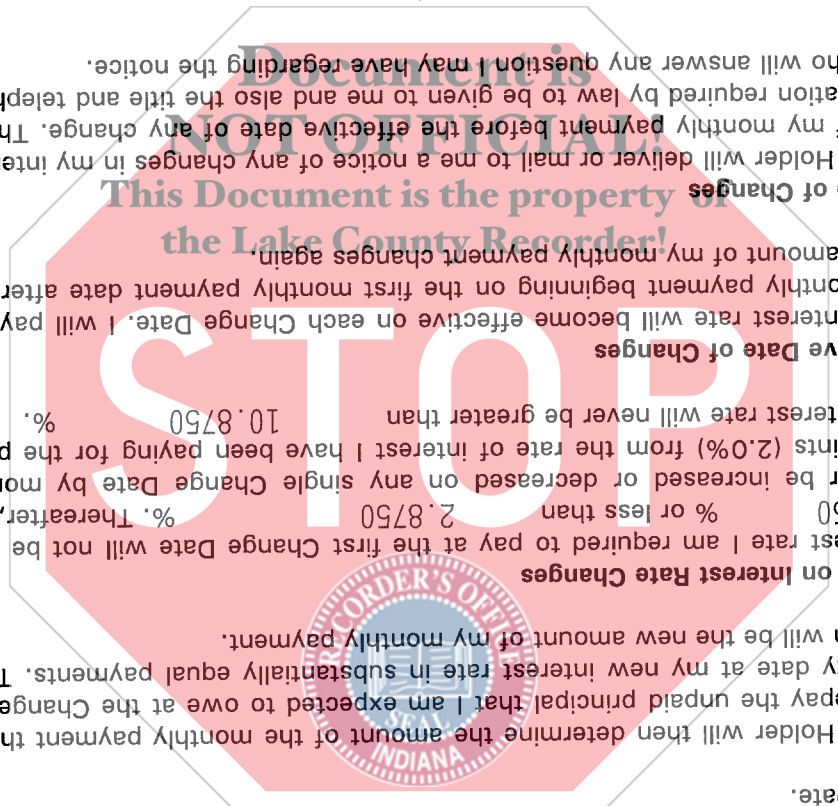 ate.
Holder will then determine the amount of the monthly payment th
epay the unpaid principal that I am expected to owe at the Change
y date at my new interest rate in substantially equal payments. T
h will be the new amount of my monthly payment.
on Interest Rate Changes
est rate I am required to pay at the first Change Date will not be
50 % or less than 2.8750 %. Thereafter,
r be increased or decreased on any single Change Date by mo
ints (2.0%) from the rate of interest I have been paying for the p
terest rate will never be greater than 10.8750 %.
ve Date of Changes
nterest rate will become effective on each Change Date. I will pay
onthly payment beginning on the first monthly payment date after
amount of my monthly payment changes again.
e of Changes
Holder will deliver or mail to me a notice of any changes in my inte
f my monthly payment before the effective date of any change. Th
ation required by law to be given to me and also the title and teleph
ho will answer any question I may have regarding the notice.
Document is
NOT OFFICIAL!
This Document is the property of
the Lake County Recorder!
STOP
RECORDER'S OFFICE
SEAL
INDIANA